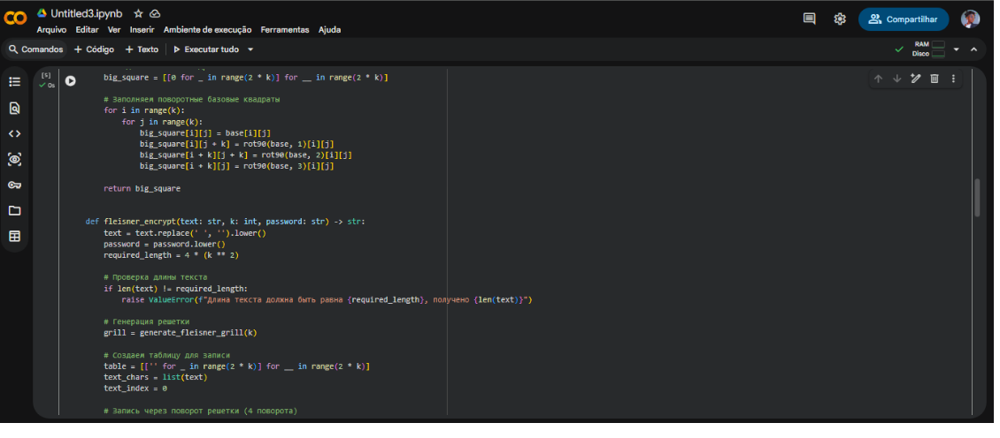 Untitled3.ipynb
Arquivo Editar Ver Inserir Ambiente de execução Ferramentas Ajuda
Compartilhar
Comandos + Código + Texto Executar tudo
RAM
Disco
[5]
0s
big_square = [[0 for _ in range(2 * k)] for __ in range(2 * k)]
# Заполняем поворотные базовые квадраты
for i in range(k):
for j in range(k):
big_square[i][j] = base[i][j]
big_square[i][j + k] = rot90(base, 1)[i][j]
big_square[i + k][j + k] = rot90(base, 2)[i][j]
big_square[i + k][j] = rot90(base, 3)[i][j]
return big_square
def fleisner_encrypt(text: str, k: int, password: str) -> str:
text = text.replace(' ', '').lower()
password = password.lower()
required_length = 4 * (k ** 2)
# Проверка длины текста
if len(text) != required_length:
raise ValueError(f"Длина текста должна быть равна {required_length}, получено {len(text)}")
# Генерация решетки
grill = generate_fleisner_grill(k)
# Создаем таблицу для записи
table = [['' for _ in range(2 * k)] for __ in range(2 * k)]
text_chars = list(text)
text_index = 0
# Запись через поворот решетки (4 поворота)